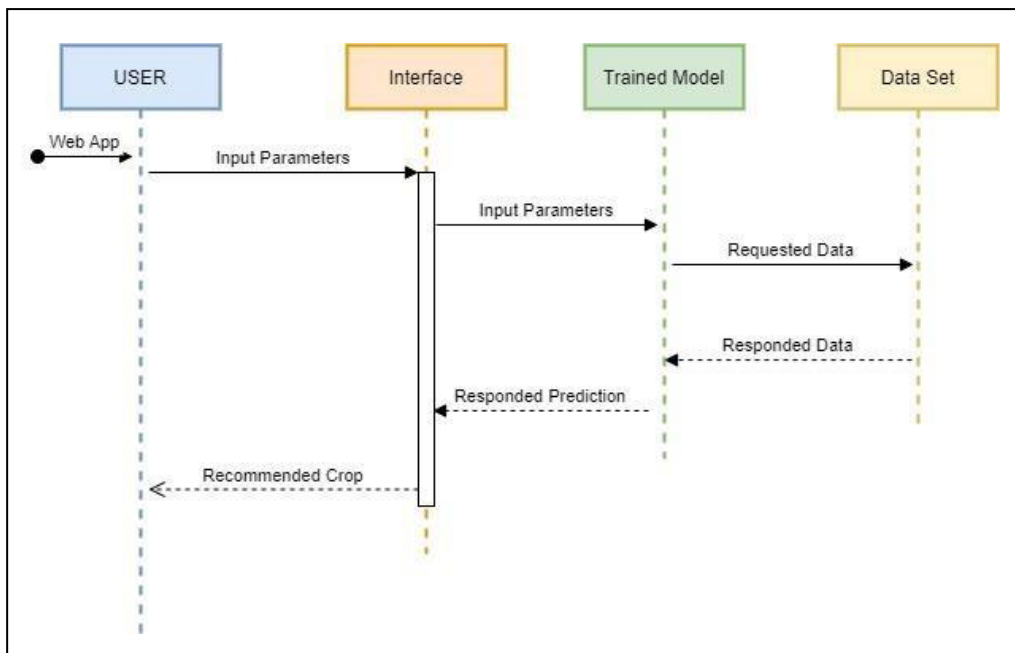 USER
Interface
Trained Model
Data Set
Web App
Input Parameters
Input Parameters
Requested Data
Responded Data
Responded Prediction
Recommended Crop